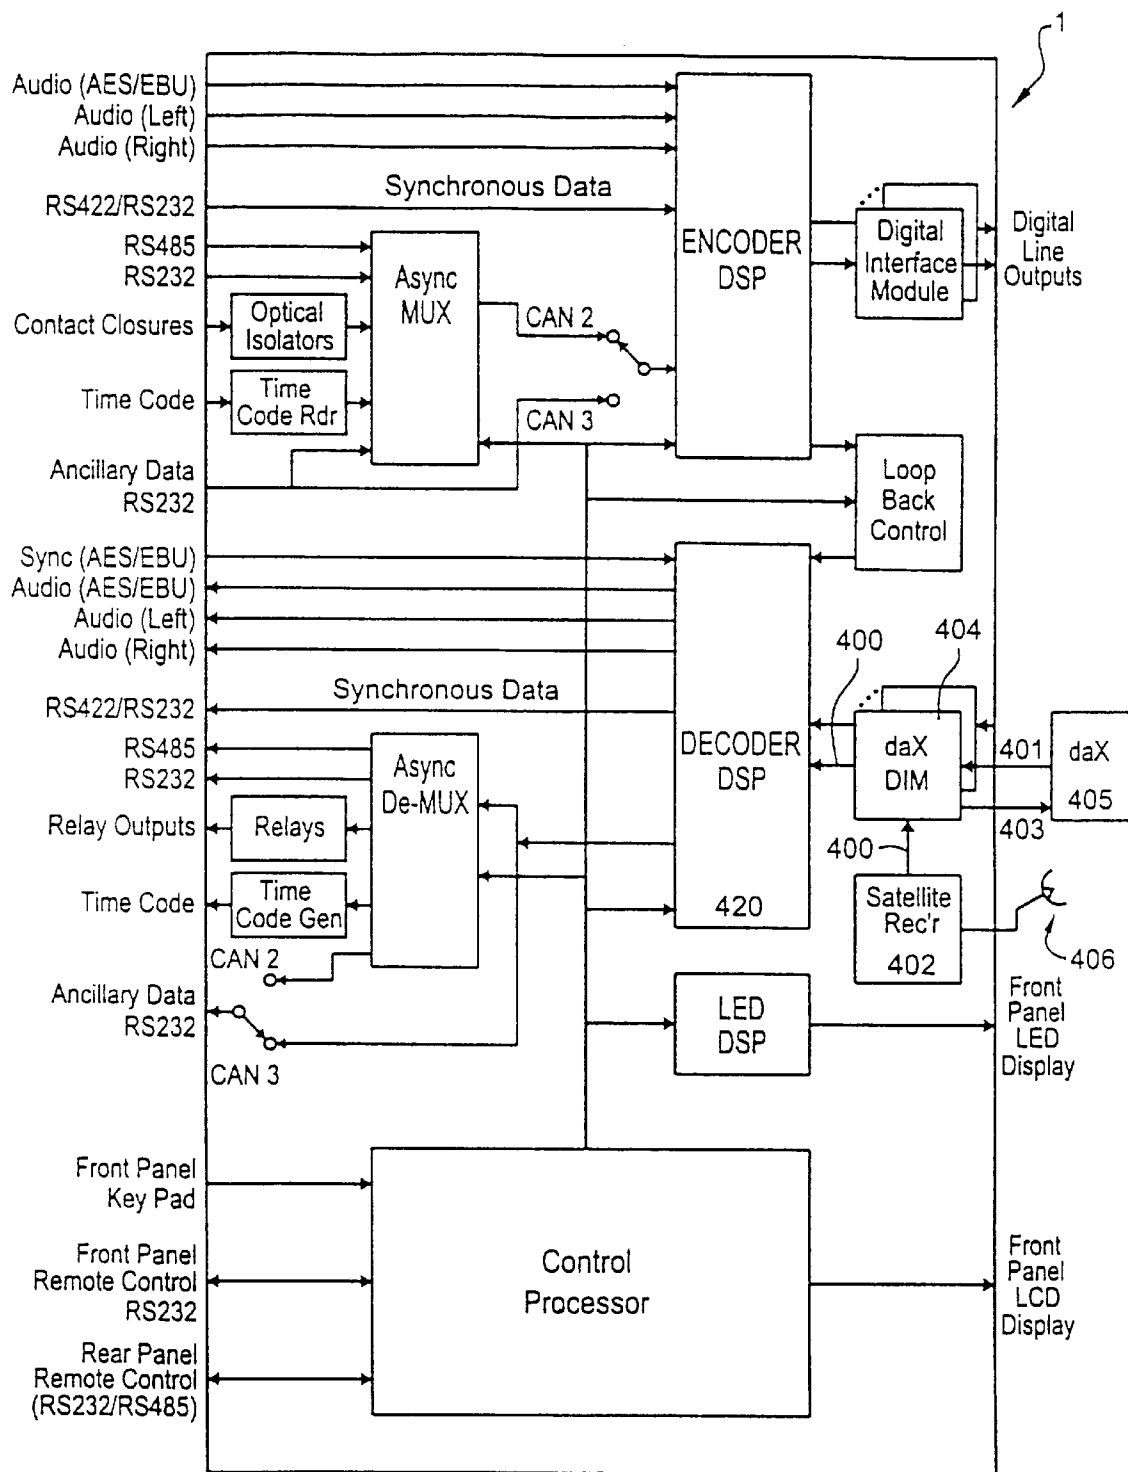 1
Audio (AES/EBU)
Audio (Left)
Audio (Right)
Synchronous Data
RS422/RS232
RS485
RS232
Contact Closures
Optical
Isolators
Time Code
Time
Code Rdr
Ancillary Data
RS232
Async
MUX
CAN 2
CAN 3
ENCODER
DSP
Digital
Interface
Module
Digital
Line
Outputs
Loop
Back
Control
Sync (AES/EBU)
Audio (AES/EBU)
Audio (Left)
Audio (Right)
Synchronous Data
RS422/RS232
RS485
RS232
Relay Outputs
Relays
Time Code
Time
Code Gen
Async
De-MUX
CAN 2
Ancillary Data
RS232
CAN 3
DECODER
DSP
420
400
404
daX
DIM
401
403
daX
405
400
Satellite
Rec'r
402
406
LED
DSP
Front
Panel
LED
Display
Front Panel
Key Pad
Front Panel
Remote Control
RS232
Rear Panel
Remote Control
(RS232/RS485)
Control
Processor
Front
Panel
LCD
Display